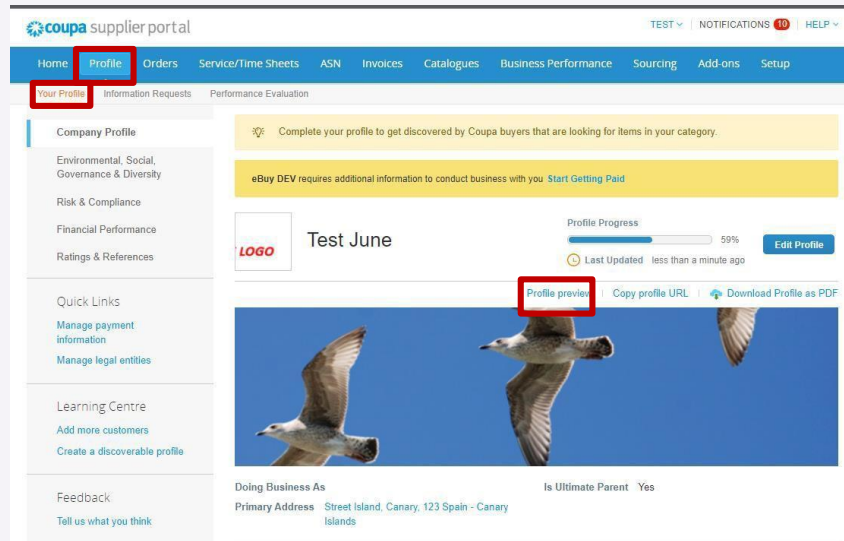 coupa supplier portal
TEST NOTIFICATIONS 10 HELP
Home Profile Orders Service/Time Sheets ASN Invoices Catalogues Business Performance Sourcing Add-ons Setup
Your Profile Information Requests Performance Evaluation
Company Profile
Environmental, Social,
Governance & Diversity
Risk & Compliance
Financial Performance
Ratings & References
Quick Links
Manage payment
information
Manage legal entities
Learning Centre
Add more customers
Create a discoverable profile
Feedback
Tell us what you think
Complete your profile to get discovered by Coupa buyers that are looking for items in your category.
eBuy DEV requires additional information to conduct business with you Start Getting Paid
LOGO
Test June
Profile Progress
59%
Last Updated less than a minute ago
Edit Profile
Profile preview Copy profile URL Download Profile as PDF
Doing Business As
Is Ultimate Parent Yes
Primary Address Street Island, Canary, 123 Spain - Canary
Islands